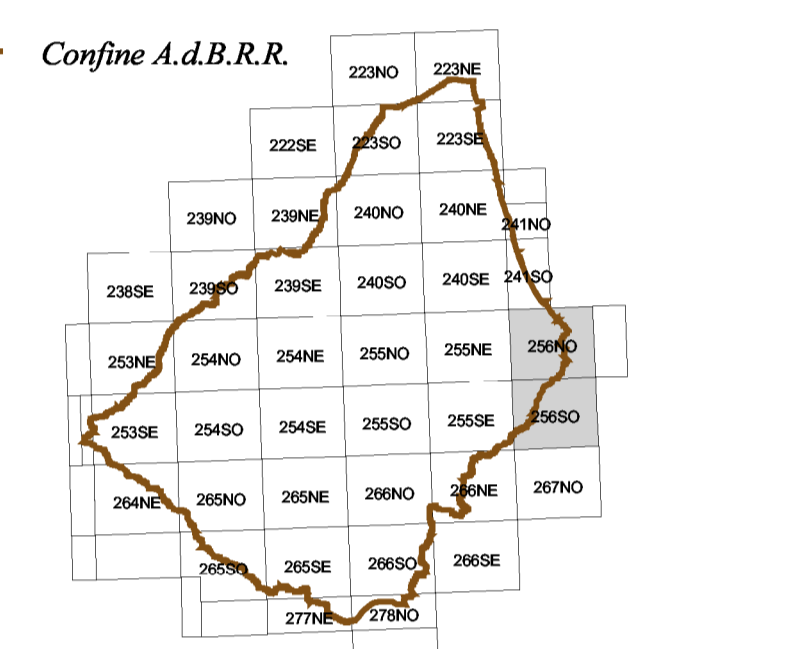 Confine A.d.B.R.R.
223NO 223NE
222SE 223SO 223SE
239NO 239NE 240NO 240NE 241NO
238SE 239SO 239SE 240SO 240SE 241SO
253NE 254NO 254NE 255NO 255NE 256NO
253SE 254SO 254SE 255SO 255SE 256SO
264NE 265NO 265NE 266NO 266NE 267NO
265SO 265SE 266SO 266SE
277NE 278NO